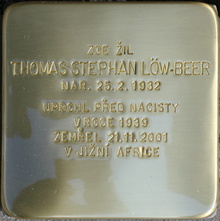 ZDE ŽIL
THOMAS STEPHAN LÖW-BEER
NAR. 25.2.1932
UPRCHL PŘED NACISTY
V ROCE 1939
ZEMŘEL 21.11.2001
V JIŽNÍ AFRICE